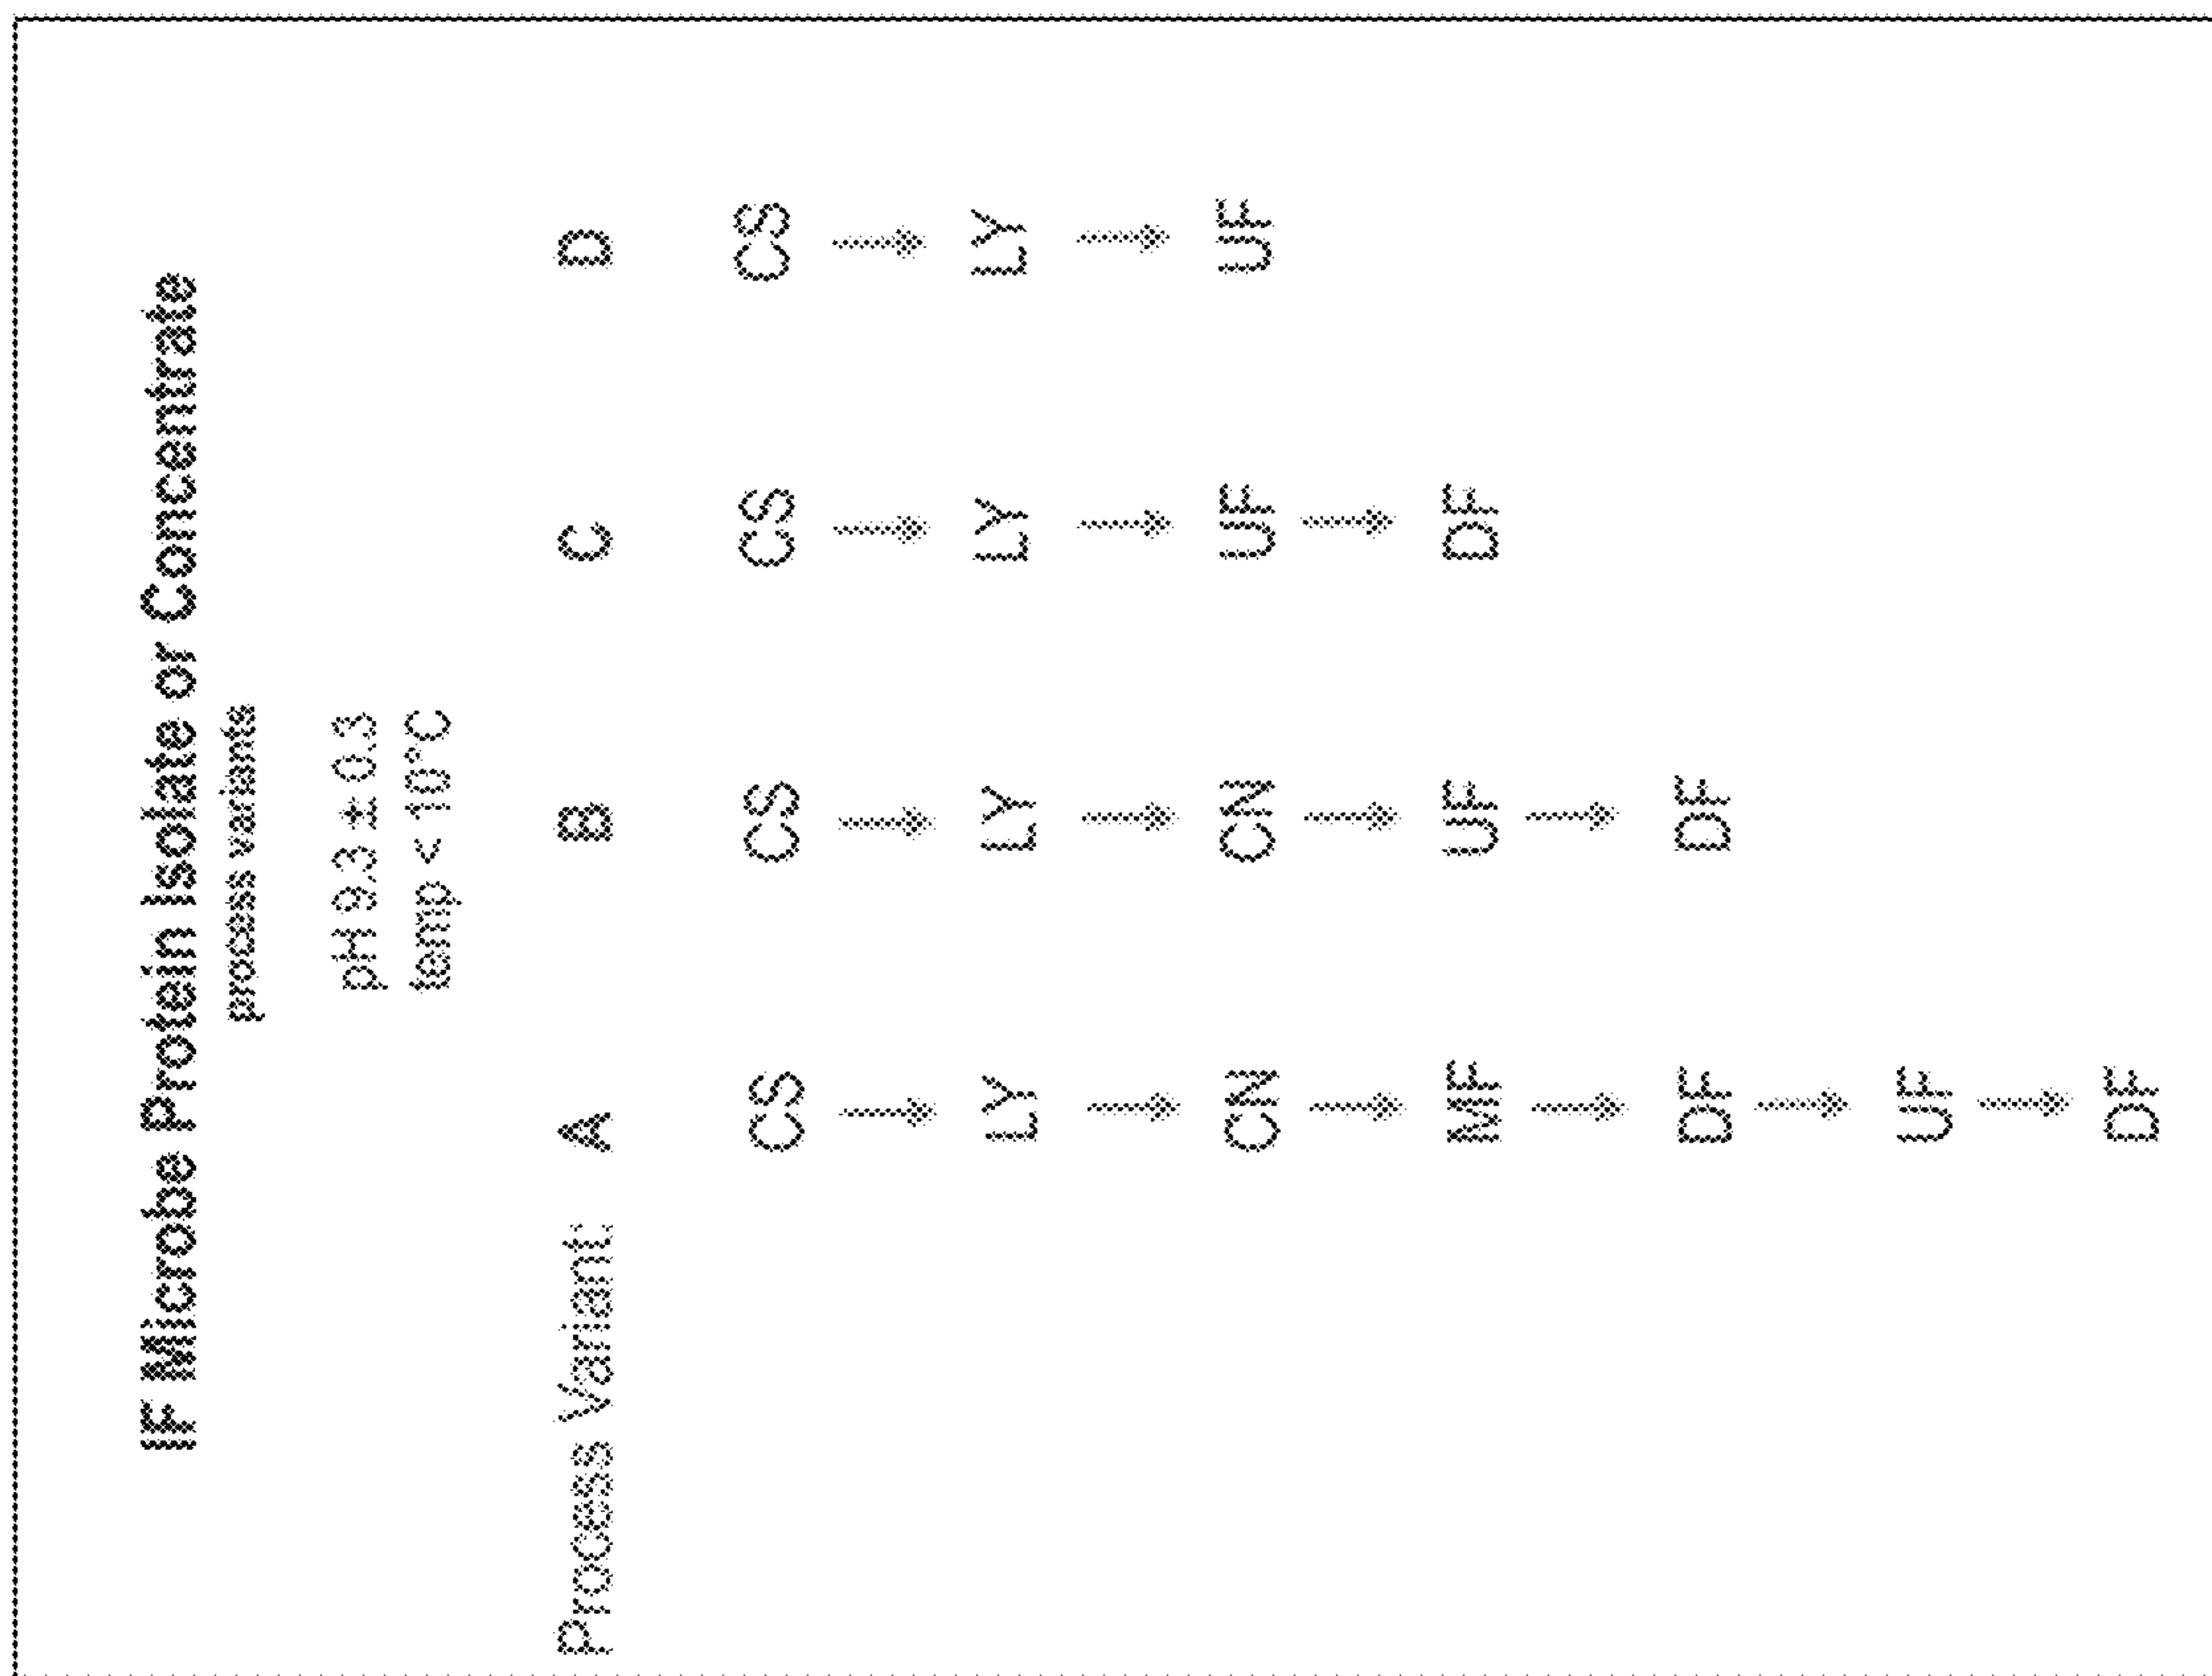 IF Microbe Protein Isolate or Concentrate
process variants
pH 9.3 ± 0.3
temp < 10°C
Process Variant: A B C D
CS CS CS CS
LY LY LY LY
CN CN UF UF
MF UF DF
DF DF
UF
DF